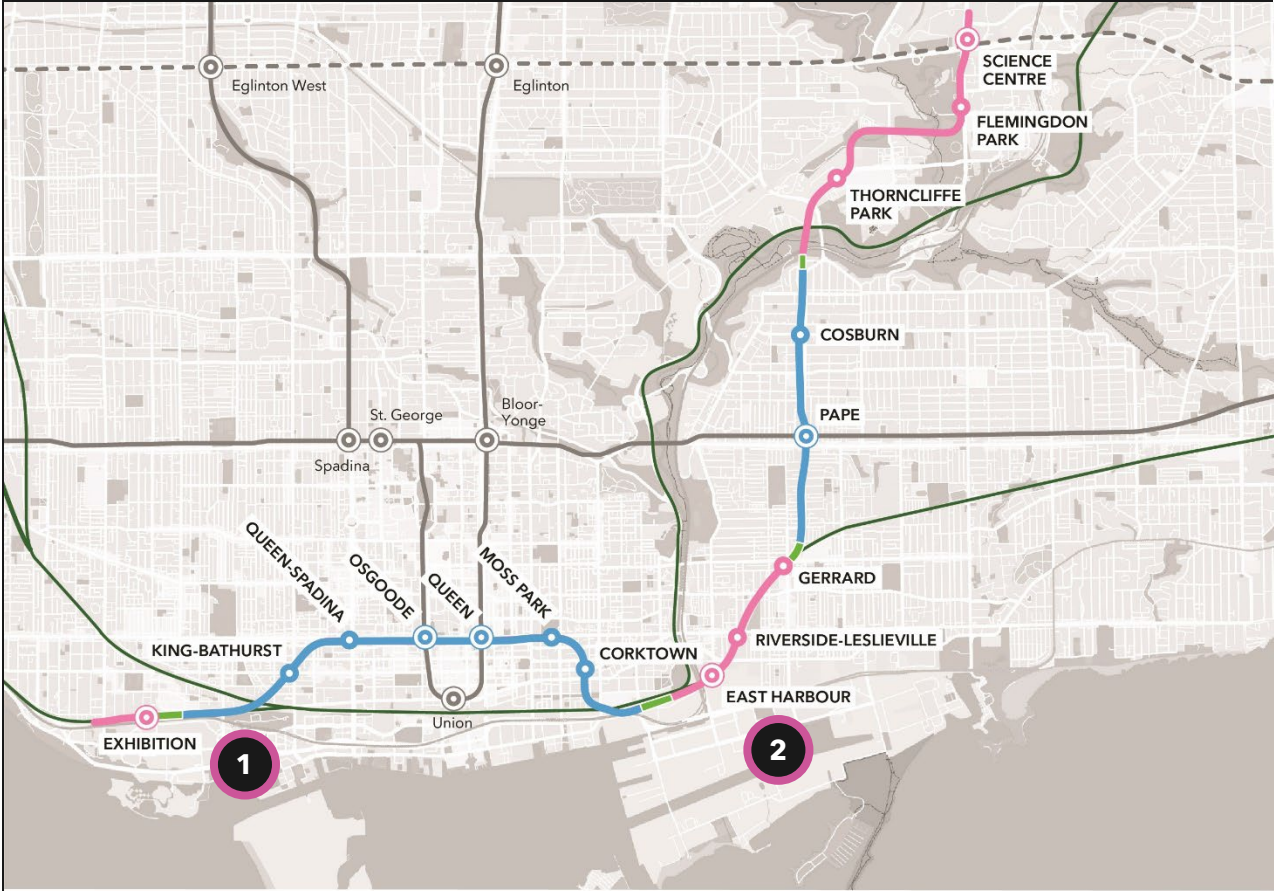 SCIENCE
CENTRE
Eglinton West
Eglinton
FLEMINGDON
PARK
THORNCLIFFE
PARK
COSBURN
PAPE
St. George
Bloor-
Yonge
Spadina
QUEEN-SPADINA
OSGOODE
QUEEN
MOSS PARK
GERRARD
RIVERSIDE-LESLIEVILLE
KING-BATHURST
CORKTOWN
EAST HARBOUR
Union
EXHIBITION
1
2